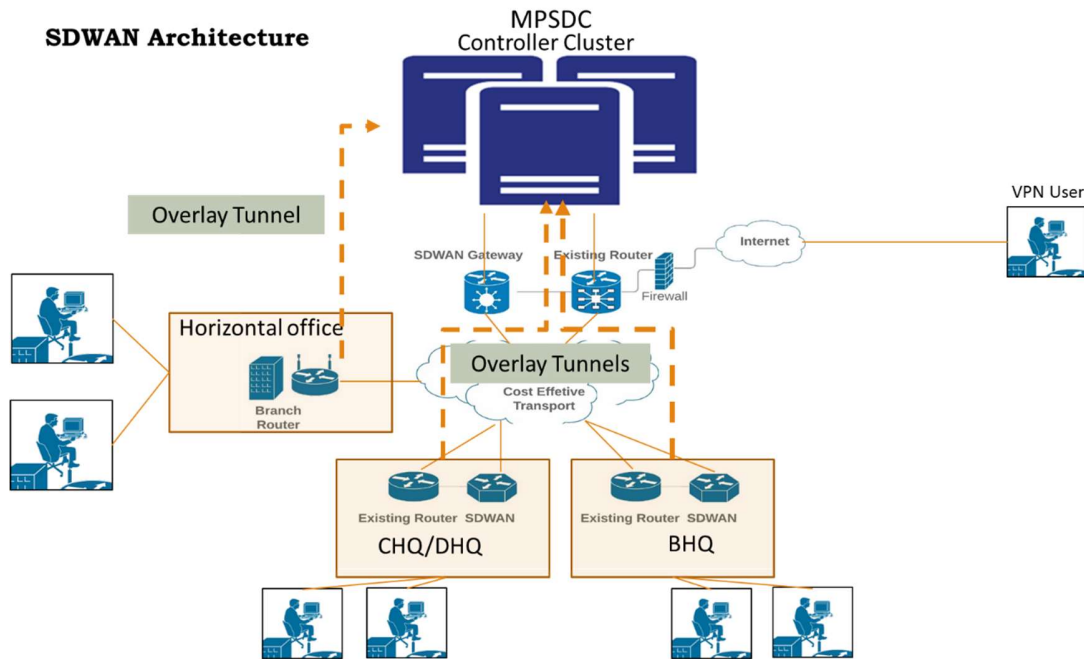 SDWAN Architecture
MPSDC
Controller Cluster
Overlay Tunnel
VPN User
SDWAN Gateway
Existing Router
Internet
Firewall
Horizontal office
Branch
Router
Overlay Tunnels
Cost Effetive
Transport
Existing Router SDWAN
CHQ/DHQ
Existing Router SDWAN
BHQ